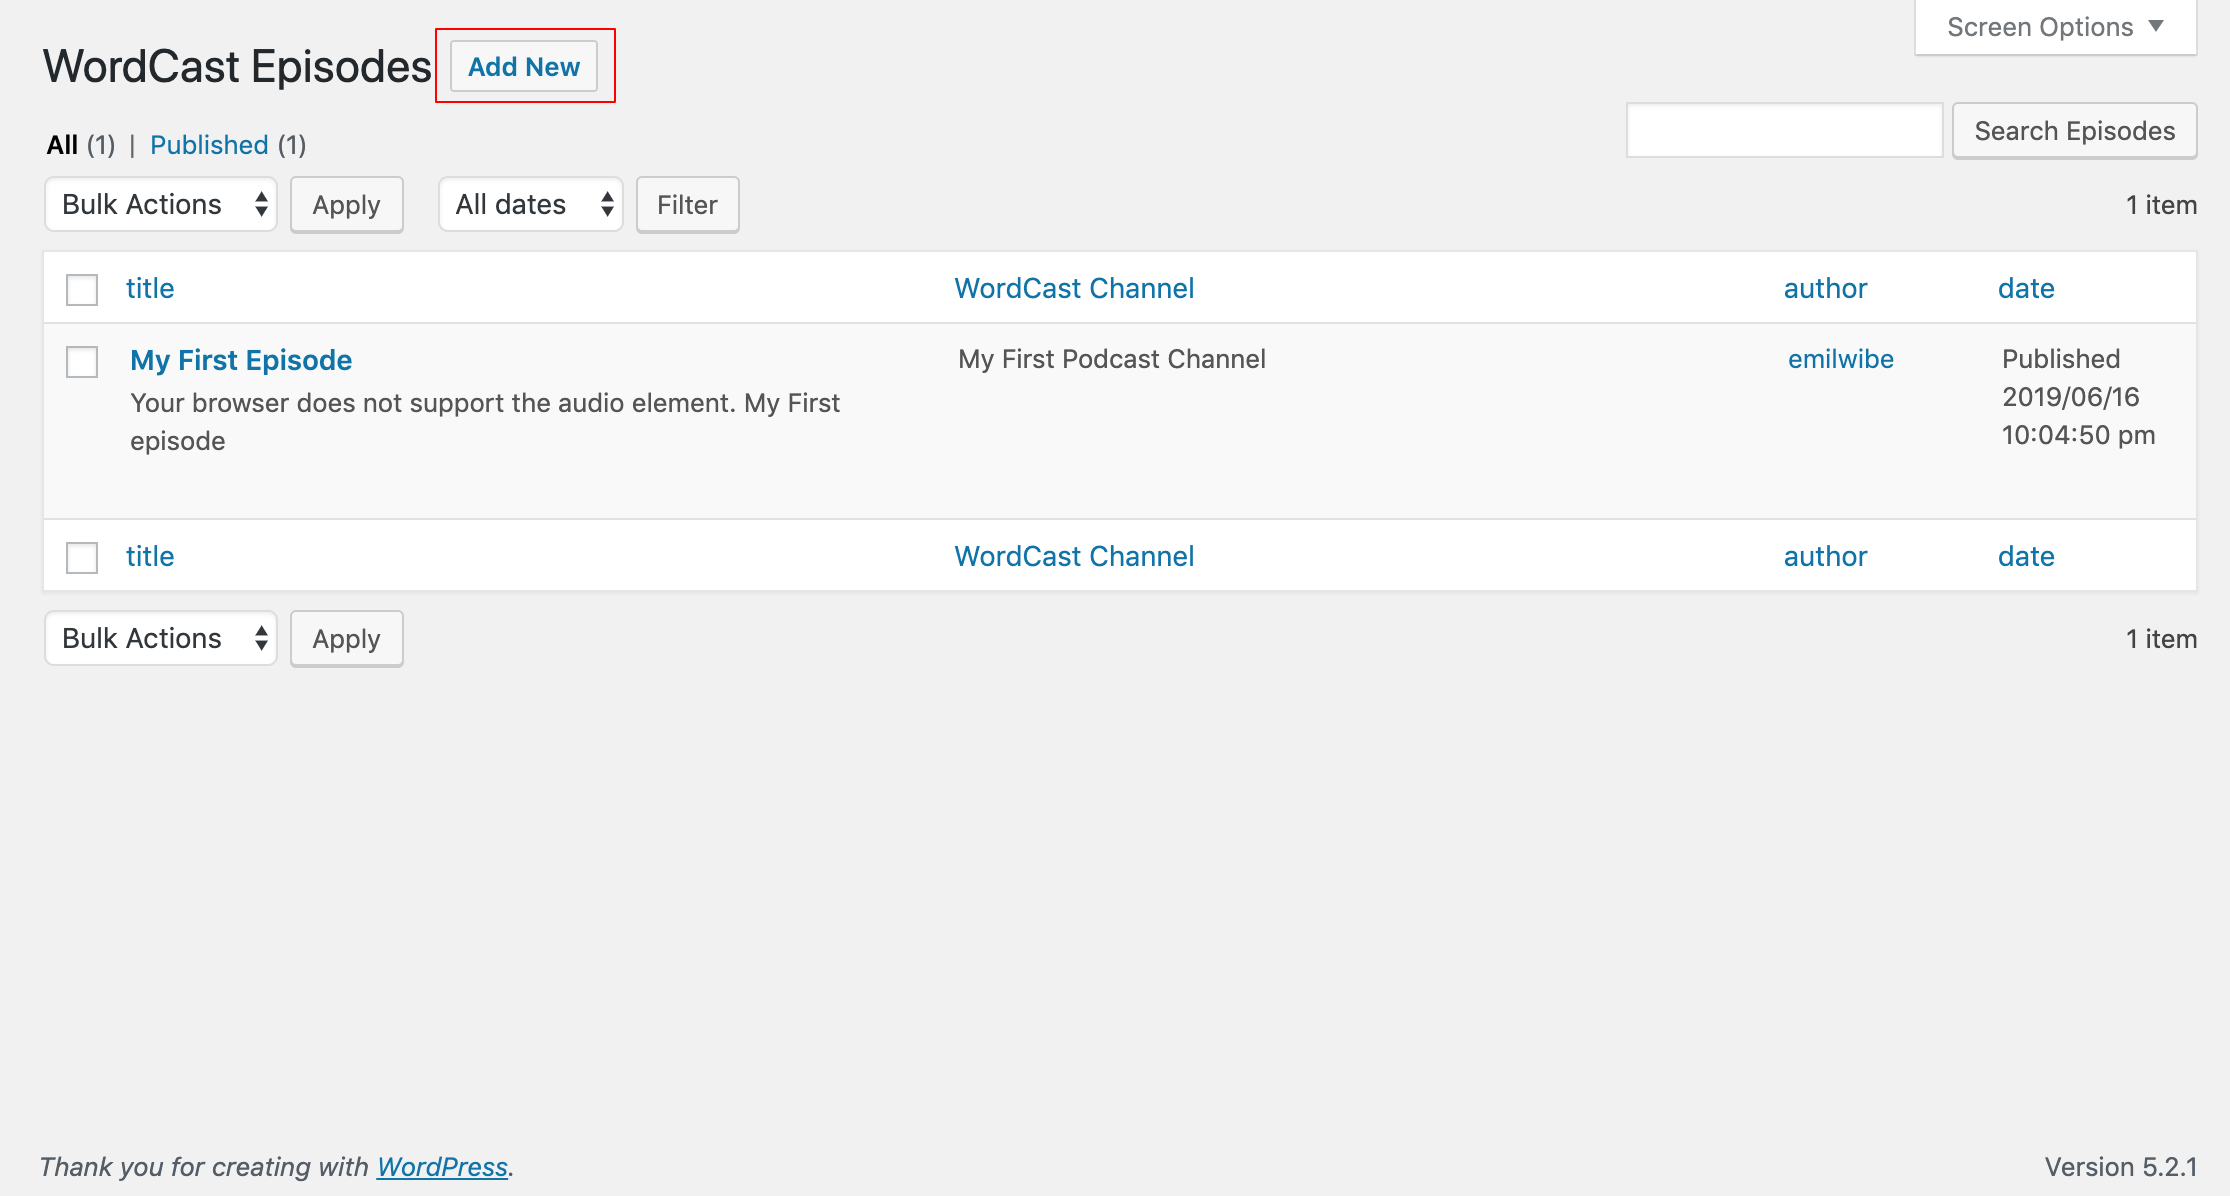 Screen Options ▼
WordCast Episodes Add New
All (1) | Published (1)
Search Episodes
Bulk Actions Apply All dates Filter 1 item
title WordCast Channel author date
My First Episode My First Podcast Channel emilwibe Published
Your browser does not support the audio element. My First 2019/06/16
episode 10:04:50 pm
title WordCast Channel author date
Bulk Actions Apply 1 item
Thank you for creating with WordPress. Version 5.2.1